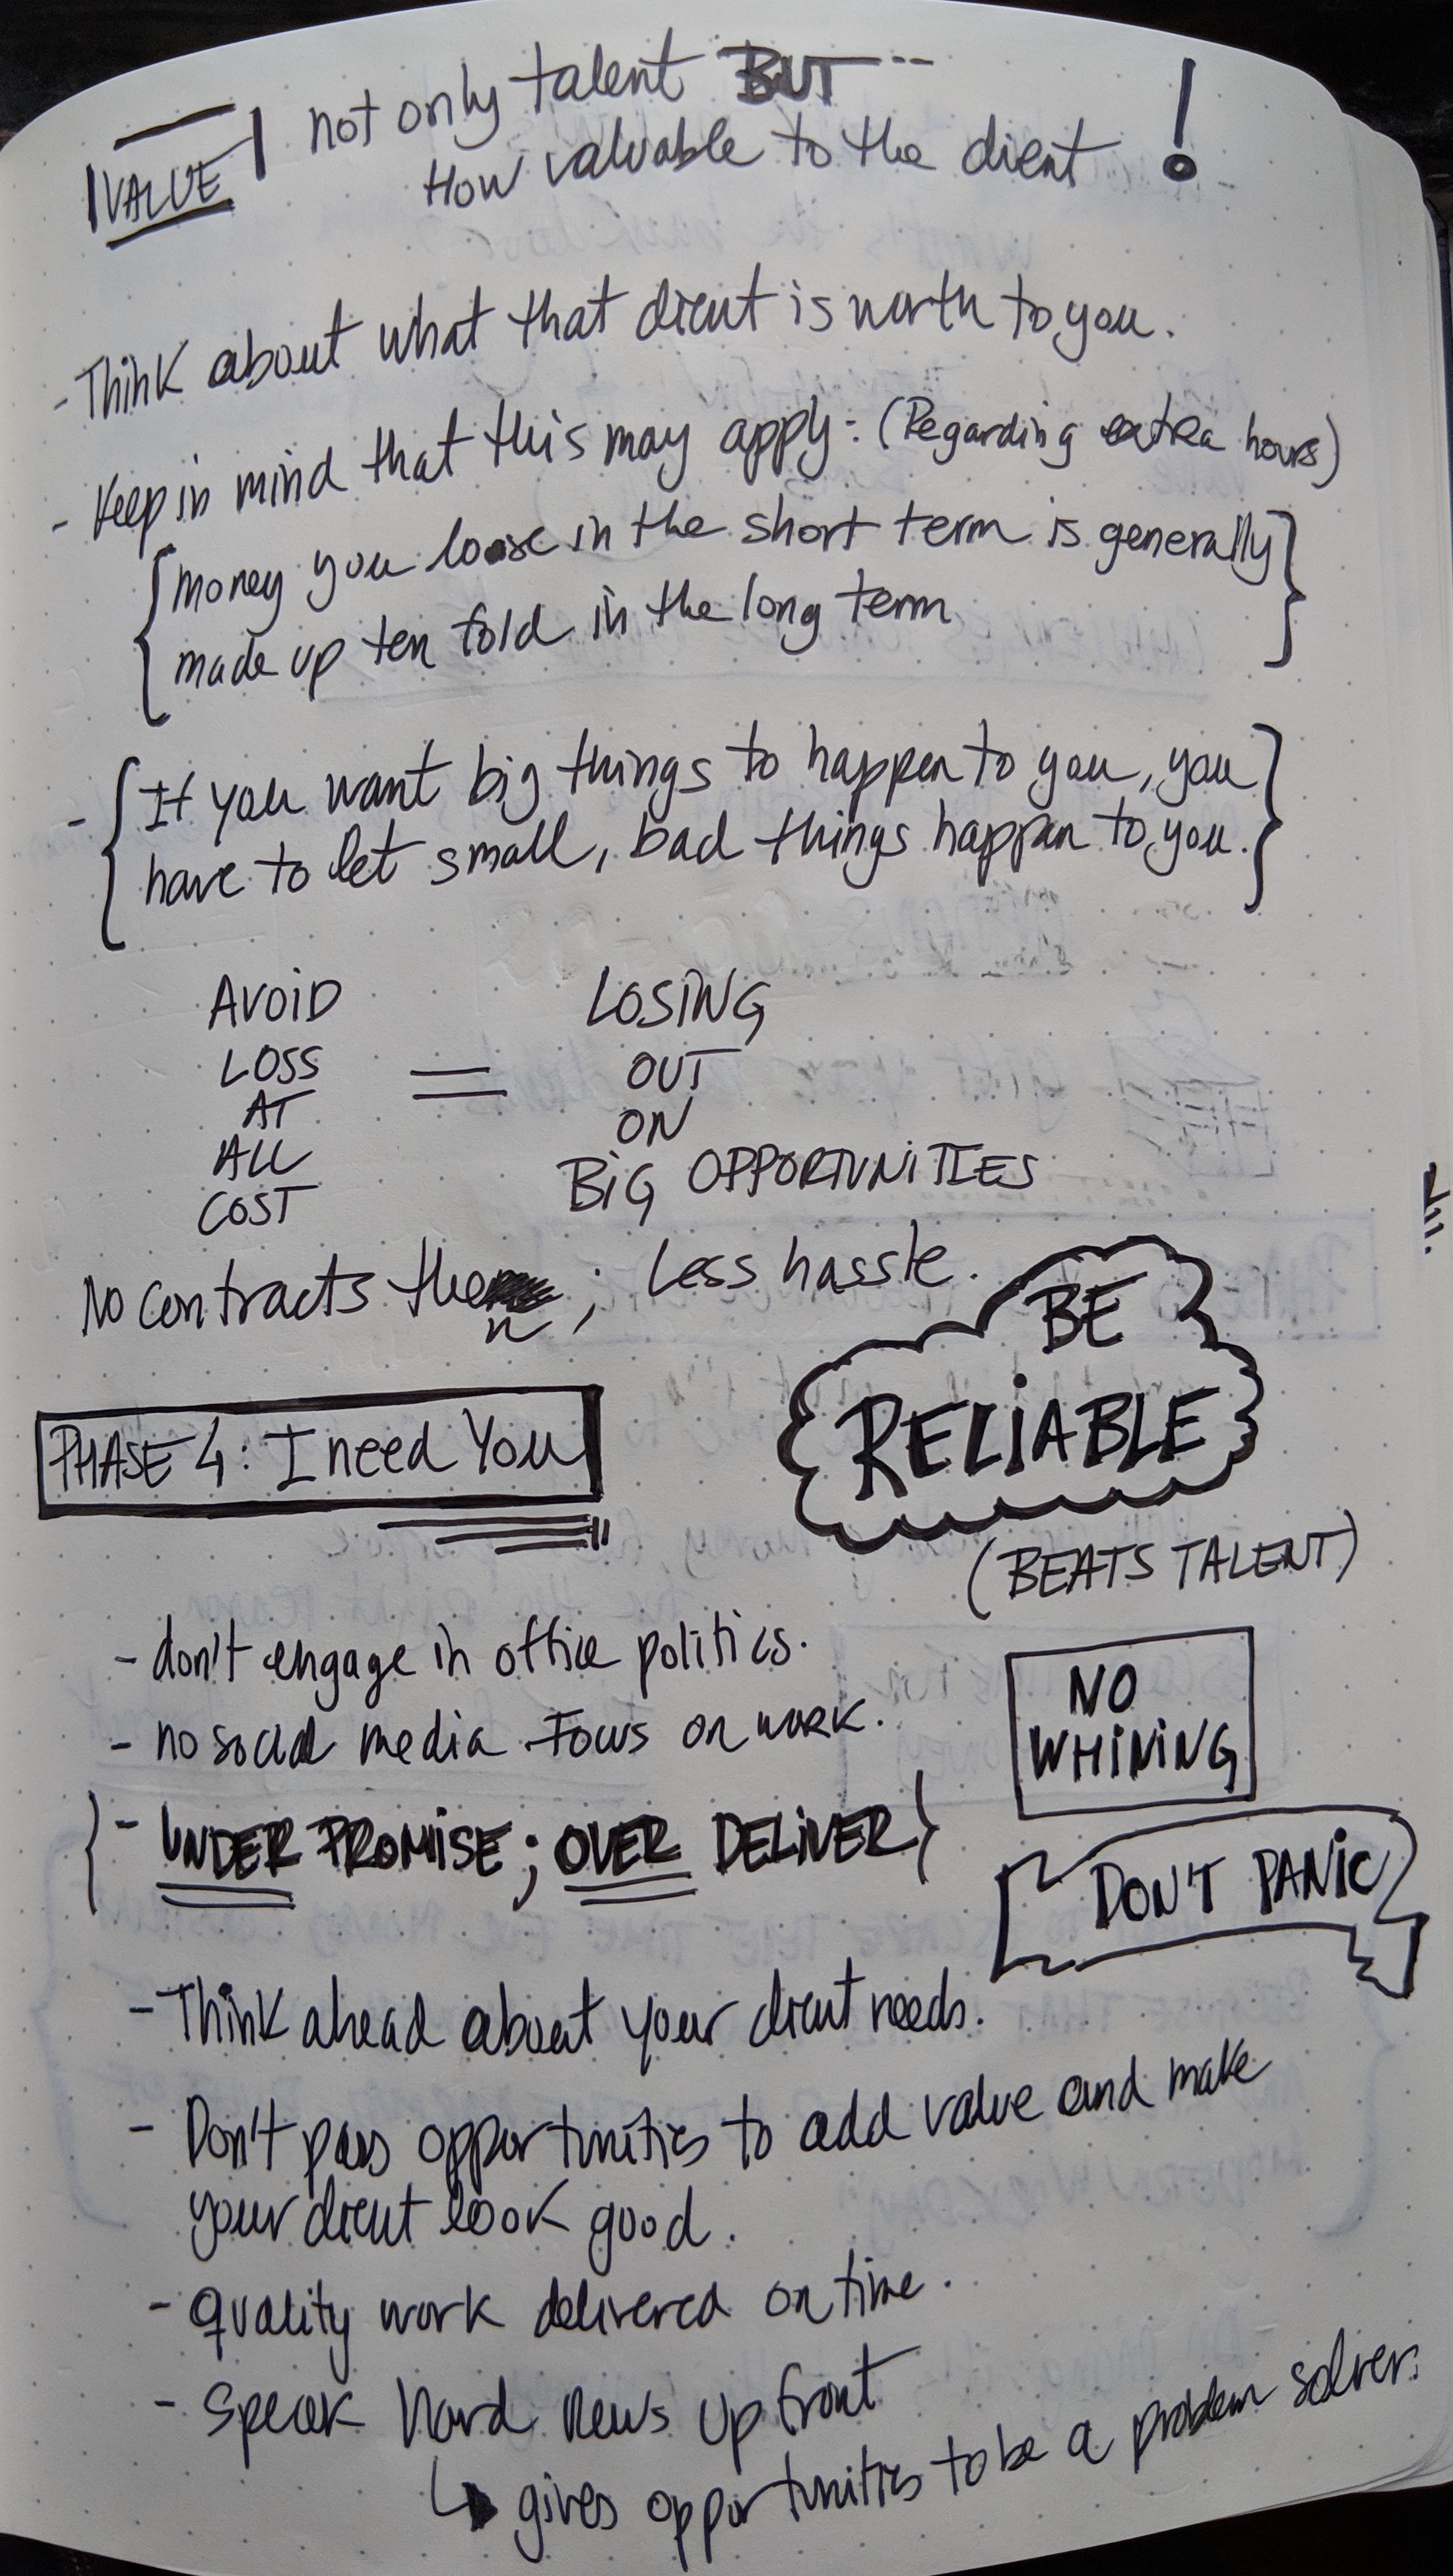 VALUE
not only talent BUT...
How valuable to the client !
- Think about what that client is worth to you.
- Keep in mind that this may apply: (Regarding extra hours)
{ money you loose in the short term is generally
made up ten fold in the long term }
- { If you want big things to happen to you, you
have to let small, bad things happen to you. }
AVOID
LOSS
AT
ALL
COST
=
LOSING
OUT
ON
BIG OPPORTUNITIES
No contracts then; Less hassle.
BE
RELIABLE
(BEATS TALENT)
PHASE 4: I need You
- don't engage in office politics.
- no social media. Focus on work.
NO
WHINING
{ - UNDER PROMISE; OVER DELIVER }
DON'T PANIC
- Think ahead about your client needs.
- Don't pass opportunities to add value and make
your client look good.
- quality work delivered on time.
- Speak hard news up front
↳ gives opportunities to be a problem solver.